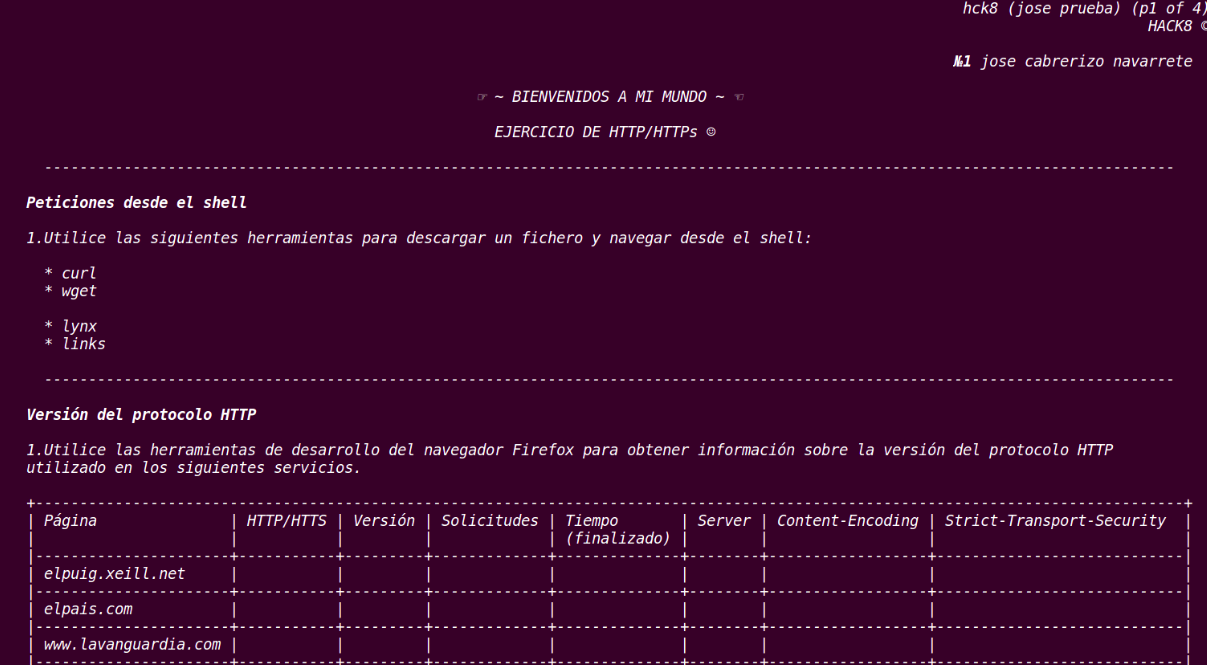 hck8 (jose prueba) (p1 of 4)
HACK8 ©
№1 jose cabrerizo navarrete
☞ ~ BIENVENIDOS A MI MUNDO ~ ☜
EJERCICIO DE HTTP/HTTPs ☺
Peticiones desde el shell
1.Utilice las siguientes herramientas para descargar un fichero y navegar desde el shell:
* curl
* wget
* lynx
* links
Versión del protocolo HTTP
1.Utilice las herramientas de desarrollo del navegador Firefox para obtener información sobre la versión del protocolo HTTP
utilizado en los siguientes servicios.
| Página | HTTP/HTTS | Versión | Solicitudes | Tiempo | Server | Content-Encoding | Strict-Transport-Security |
(finalizado)
elpuig.xeill.net
elpais.com
www.lavanguardia.com